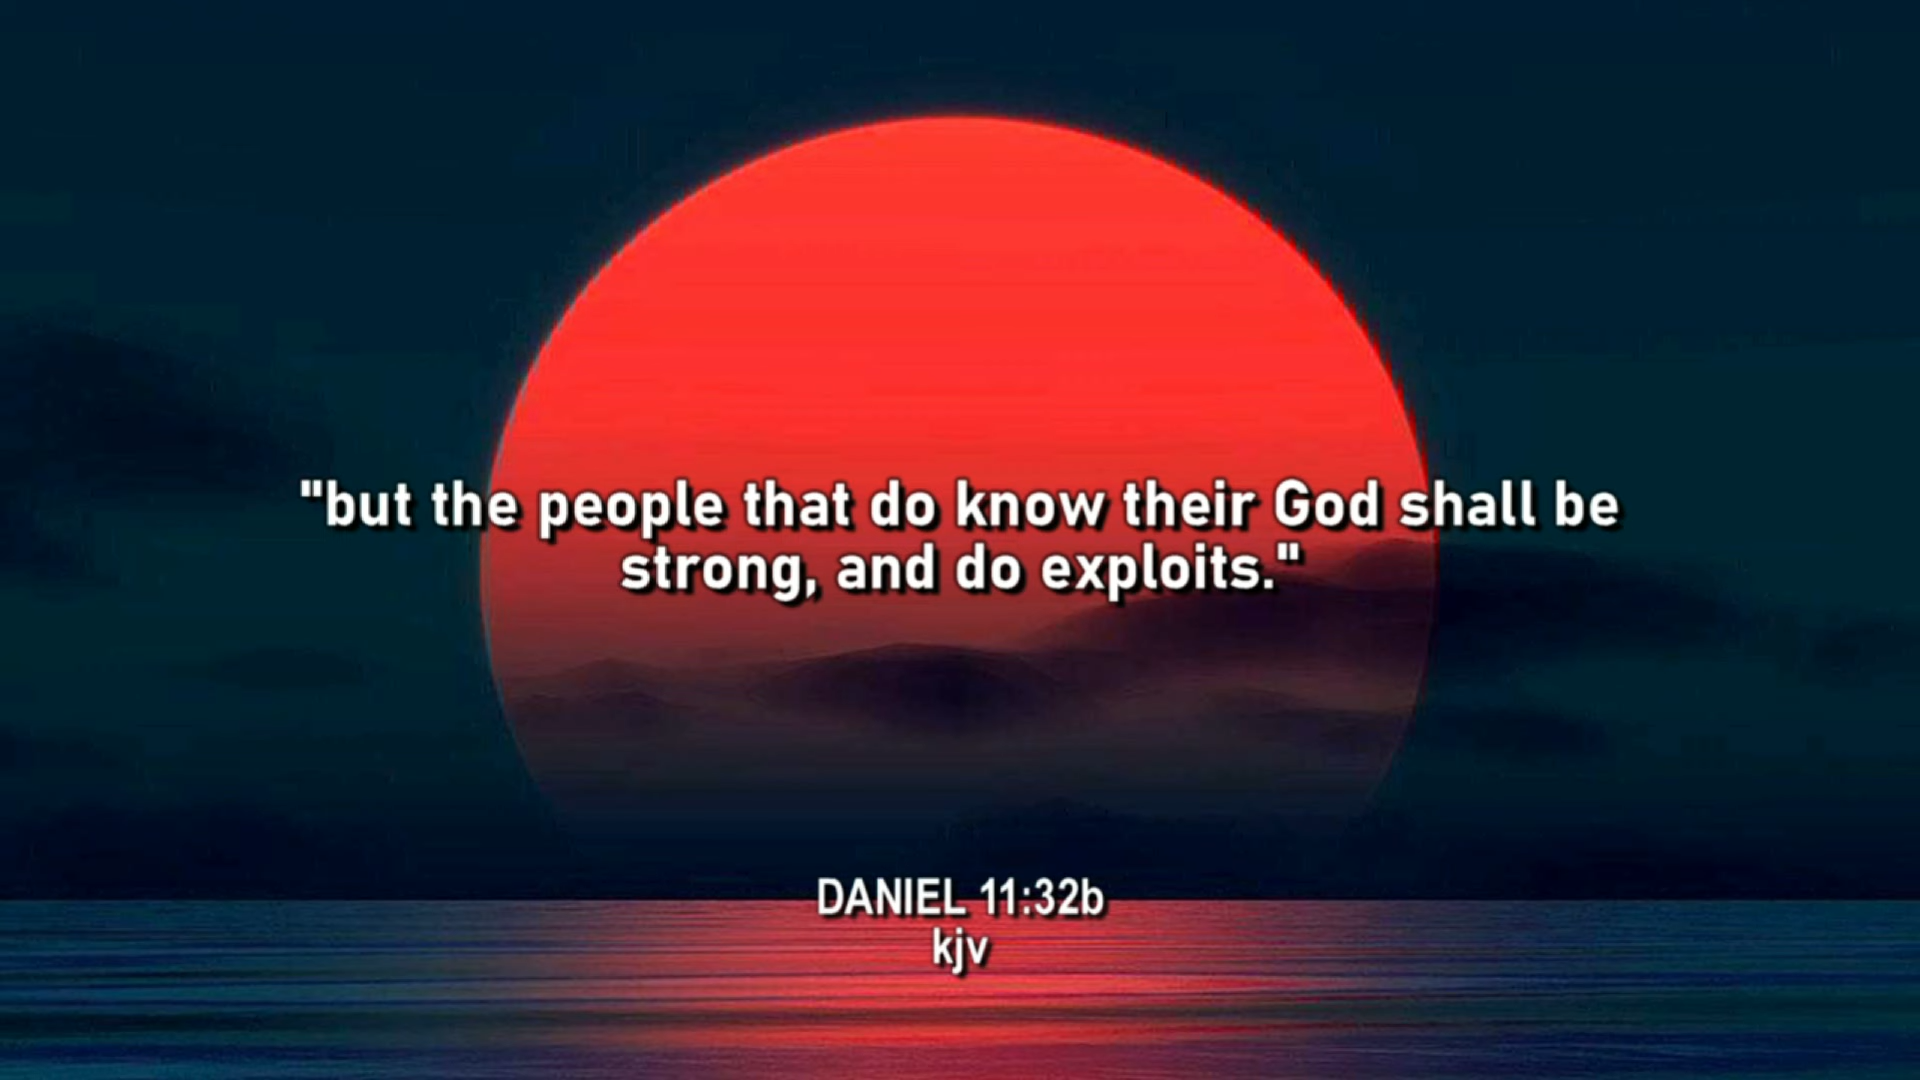 "but the people that do know their God shall be
strong, and do exploits."
DANIEL 11:32b
kjv